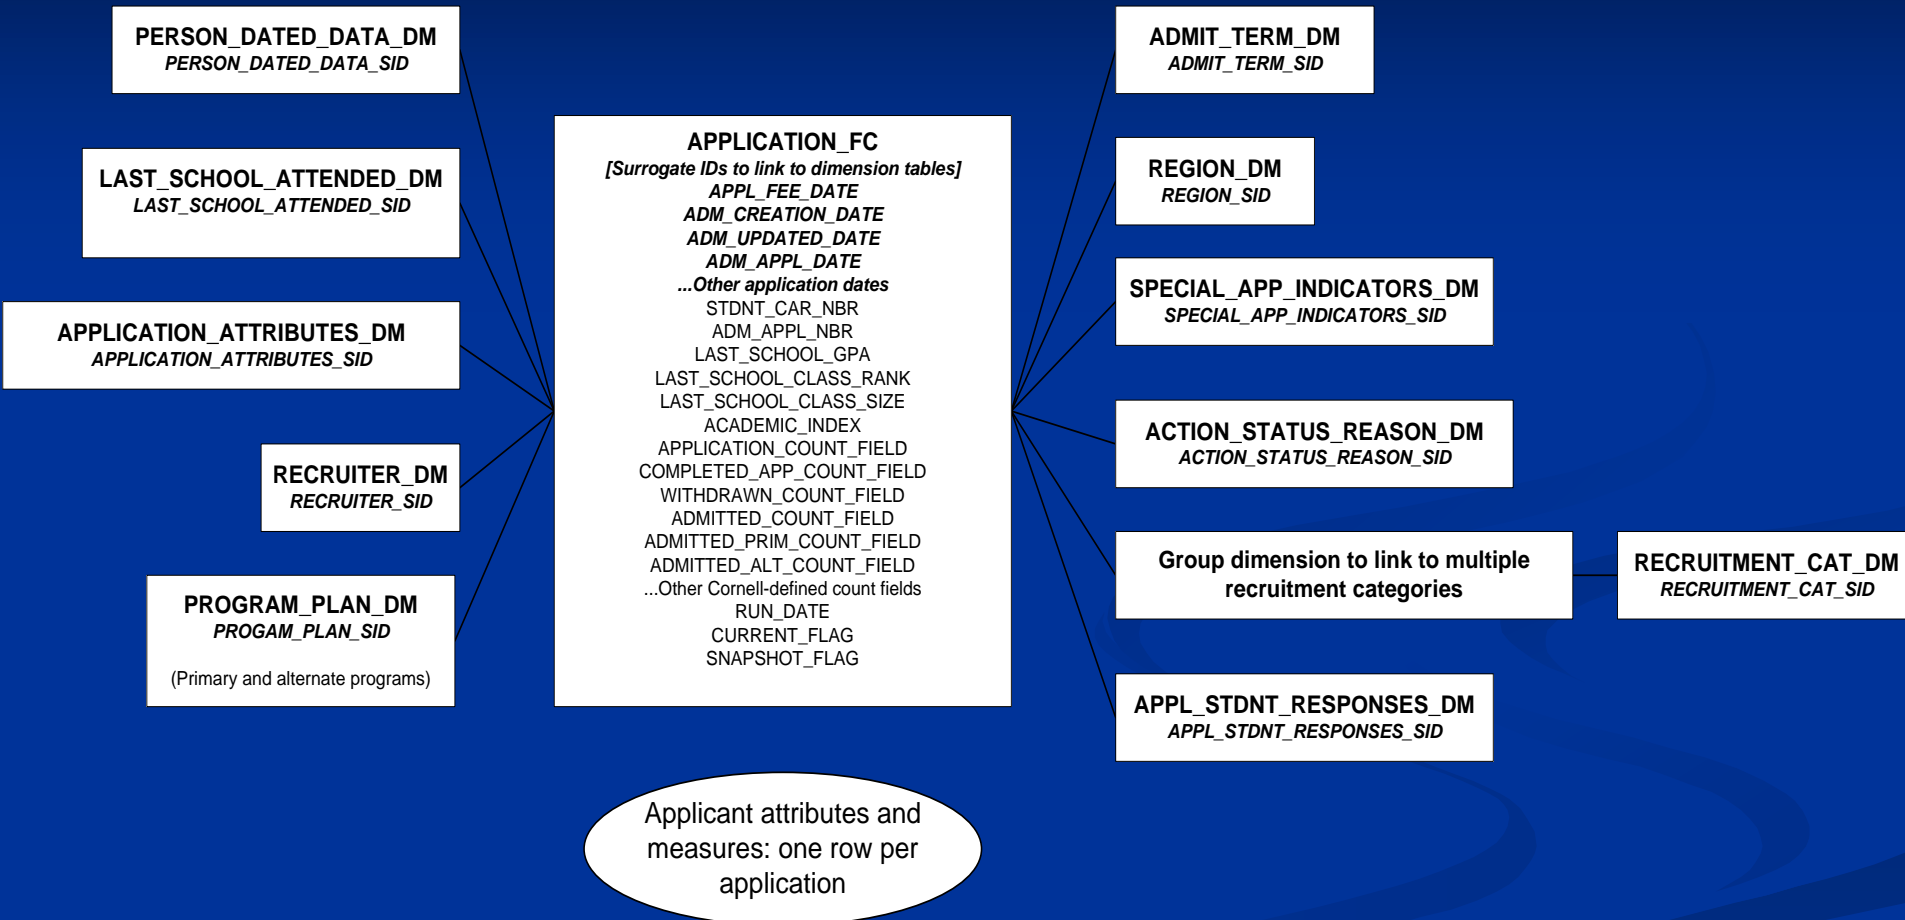 PERSON_DATED_DATA_DM
PERSON_DATED_DATA_SID
LAST_SCHOOL_ATTENDED_DM
LAST_SCHOOL_ATTENDED_SID
APPLICATION_ATTRIBUTES_DM
APPLICATION_ATTRIBUTES_SID
RECRUITER_DM
RECRUITER_SID
PROGRAM_PLAN_DM
PROGAM_PLAN_SID
(Primary and alternate programs)
APPLICATION_FC
[Surrogate IDs to link to dimension tables]
APPL_FEE_DATE
ADM_CREATION_DATE
ADM_UPDATED_DATE
ADM_APPL_DATE
...Other application dates
STDNT_CAR_NBR
ADM_APPL_NBR
LAST_SCHOOL_GPA
LAST_SCHOOL_CLASS_RANK
LAST_SCHOOL_CLASS_SIZE
ACADEMIC_INDEX
APPLICATION_COUNT_FIELD
COMPLETED_APP_COUNT_FIELD
WITHDRAWN_COUNT_FIELD
ADMITTED_COUNT_FIELD
ADMITTED_PRIM_COUNT_FIELD
ADMITTED_ALT_COUNT_FIELD
...Other Cornell-defined count fields
RUN_DATE
CURRENT_FLAG
SNAPSHOT_FLAG
ADMIT_TERM_DM
ADMIT_TERM_SID
REGION_DM
REGION_SID
SPECIAL_APP_INDICATORS_DM
SPECIAL_APP_INDICATORS_SID
ACTION_STATUS_REASON_DM
ACTION_STATUS_REASON_SID
Group dimension to link to multiple
recruitment categories
RECRUITMENT_CAT_DM
RECRUITMENT_CAT_SID
APPL_STDNT_RESPONSES_DM
APPL_STDNT_RESPONSES_SID
Applicant attributes and
measures: one row per
application